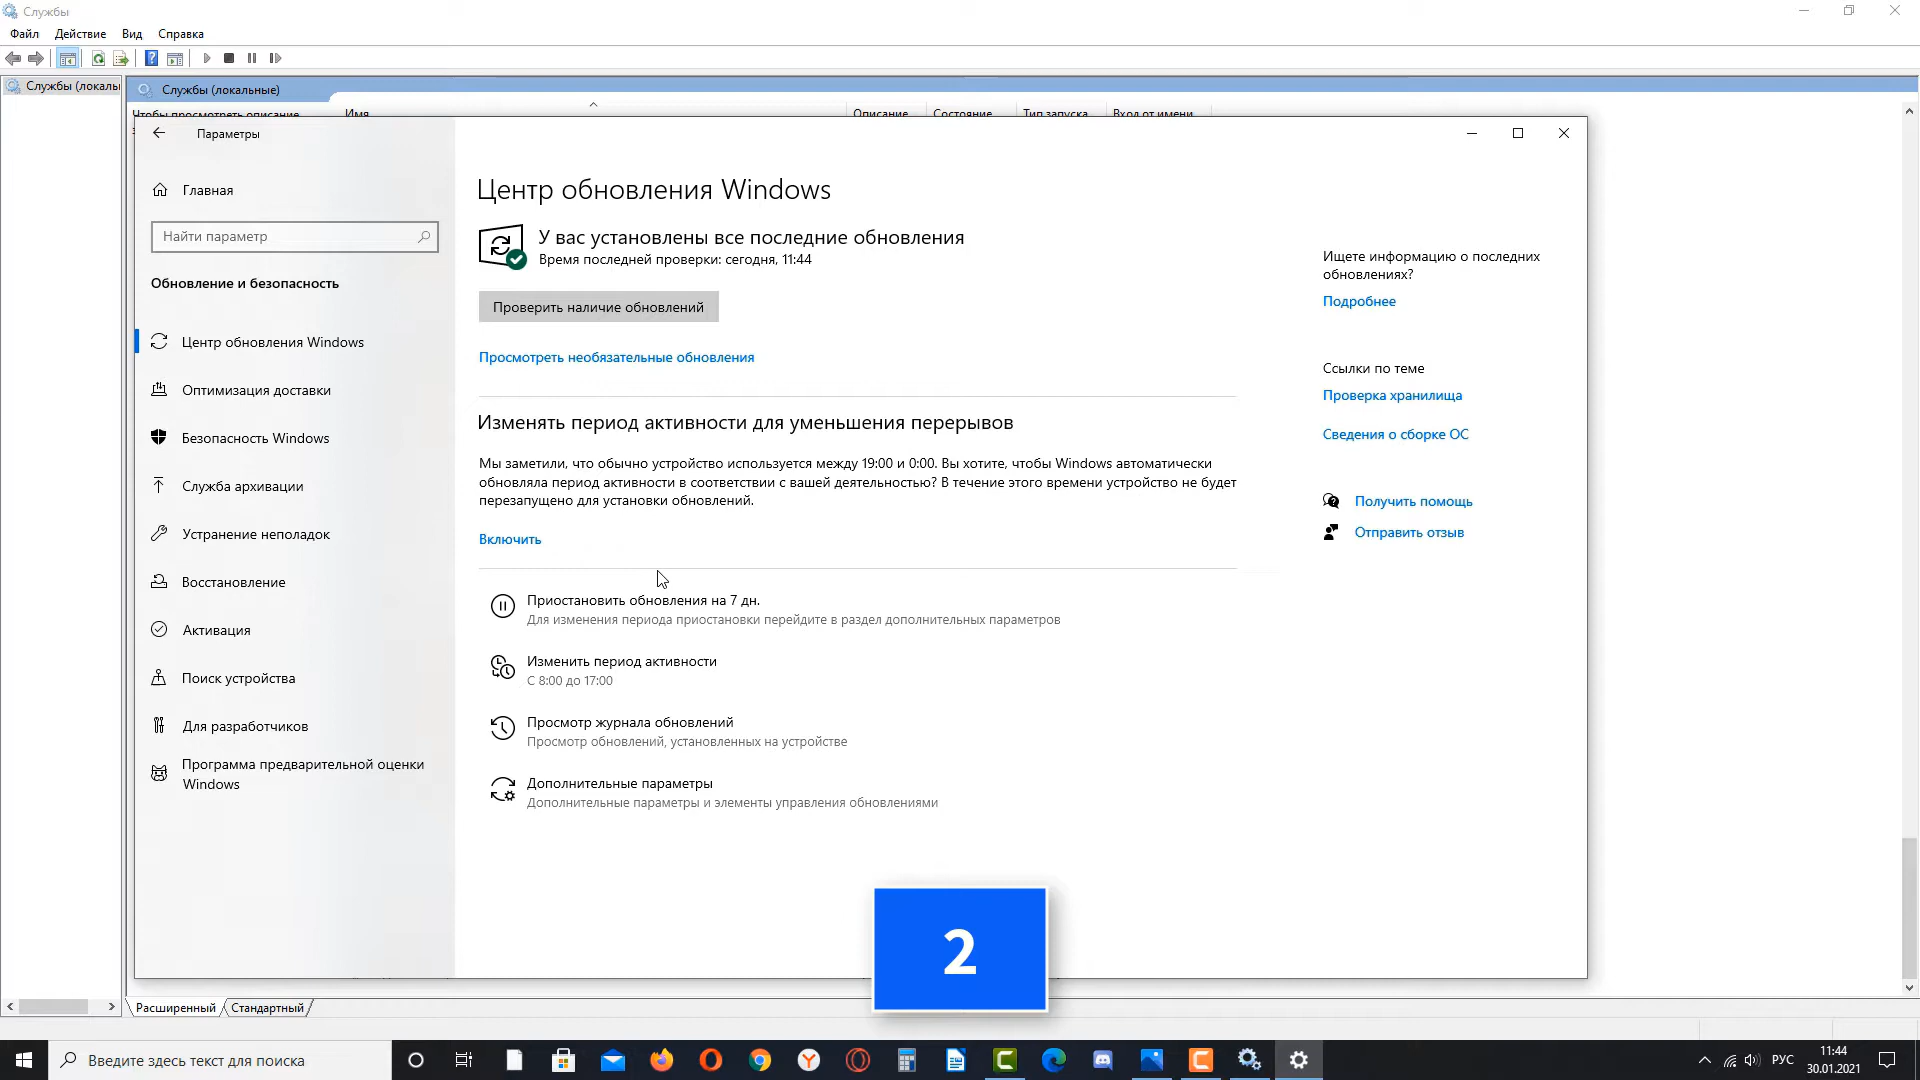 Службы
Файл Действие Вид Справка
Службы (локаль
Службы (локальные)
Чтобы просмотреть описание
Имя
Описание
Состояние
Тип запуска
Вход от имени
Параметры
Главная
Найти параметр
Обновление и безопасность
Центр обновления Windows
Оптимизация доставки
Безопасность Windows
Служба архивации
Устранение неполадок
Восстановление
Активация
Поиск устройства
Для разработчиков
Программа предварительной оценки
Windows
Центр обновления Windows
У вас установлены все последние обновления
Время последней проверки: сегодня, 11:44
Проверить наличие обновлений
Просмотреть необязательные обновления
Изменять период активности для уменьшения перерывов
Мы заметили, что обычно устройство используется между 19:00 и 0:00. Вы хотите, чтобы Windows автоматически
обновляла период активности в соответствии с вашей деятельностью? В течение этого времени устройство не будет
перезапущено для установки обновлений.
Включить
Приостановить обновления на 7 дн.
Для изменения периода приостановки перейдите в раздел дополнительных параметров
Изменить период активности
С 8:00 до 17:00
Просмотр журнала обновлений
Просмотр обновлений, установленных на устройстве
Дополнительные параметры
Дополнительные параметры и элементы управления обновлениями
Ищете информацию о последних
обновлениях?
Подробнее
Ссылки по теме
Проверка хранилища
Сведения о сборке ОС
Получить помощь
Отправить отзыв
2
Расширенный Стандартный
Введите здесь текст для поиска
РУС
11:44
30.01.2021